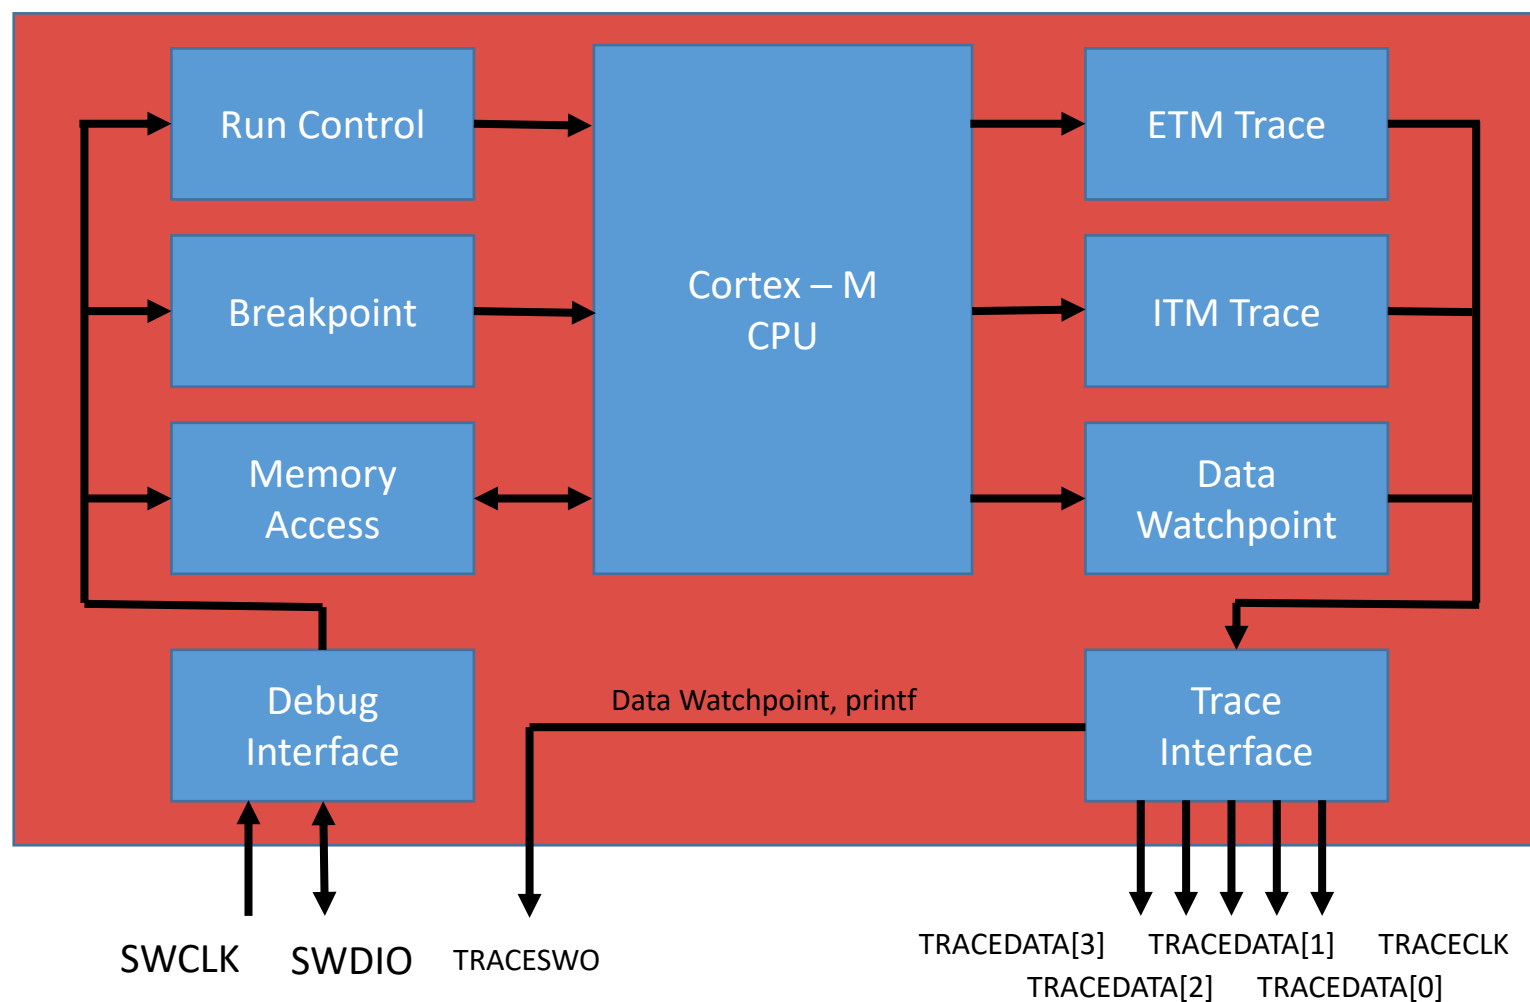 Run Control
Cortex – M
CPU
ETM Trace
Breakpoint
ITM Trace
Memory
Access
Data
Watchpoint
Debug
Interface
Data Watchpoint, printf
Trace
Interface
SWCLK
SWDIO
TRACESWO
TRACEDATA[3]
TRACEDATA[1]
TRACECLK
TRACEDATA[2]
TRACEDATA[0]